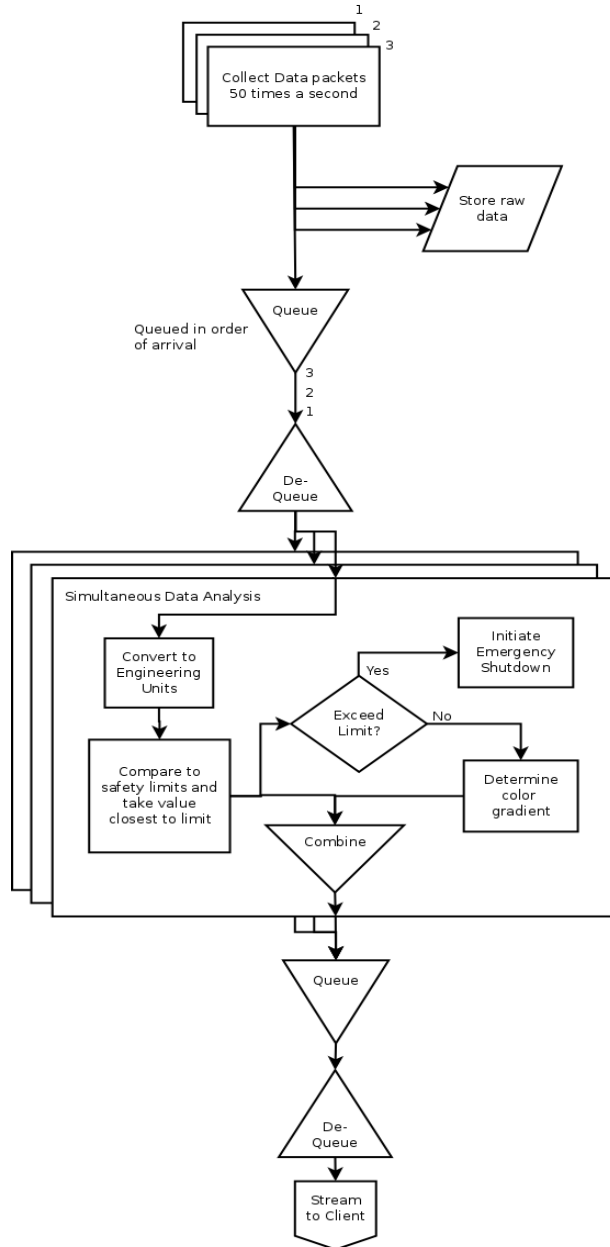 1
2
3
Collect Data packets
50 times a second
Store raw
data
Queue
Queued in order
of arrival
3
2
1
De-
Queue
Simultaneous Data Analysis
Convert to
Engineering
Units
Initiate
Emergency
Shutdown
Yes
Exceed
Limit?
No
Compare to
safety limits and
take value
closest to limit
Determine
color
gradient
Combine
Queue
De-
Queue
Stream
to Client